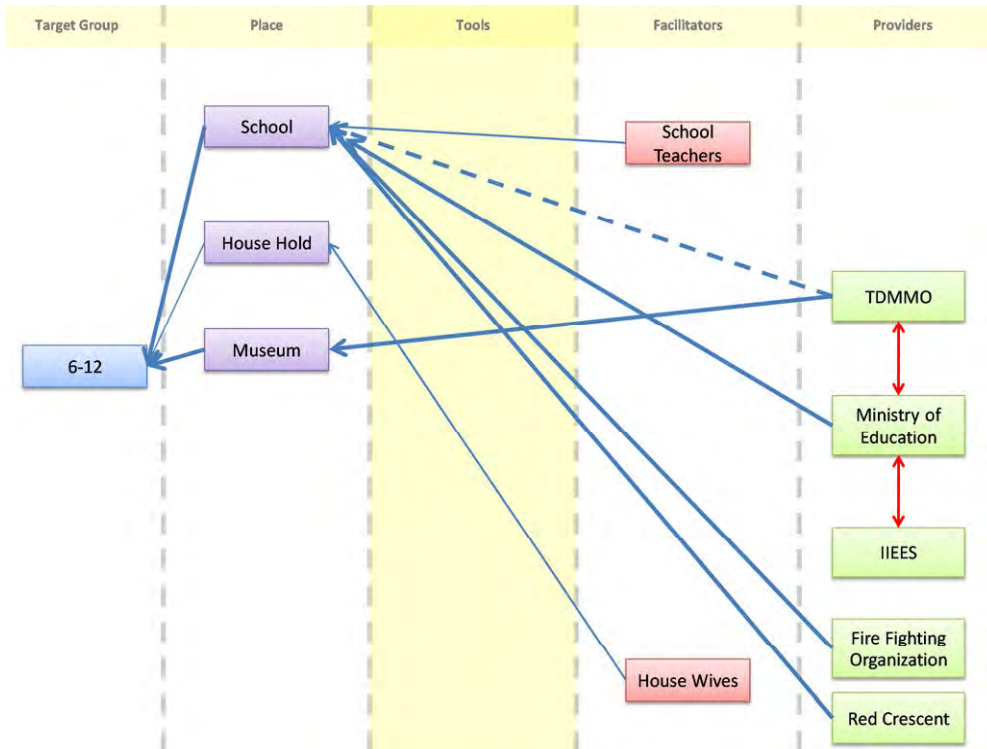 Target Group
Place
Tools
Facilitators
Providers
School
School
Teachers
House Hold
TDMMO
Museum
6-12
Ministry of
Education
IIEES
Fire Fighting
Organization
House Wives
Red Crescent